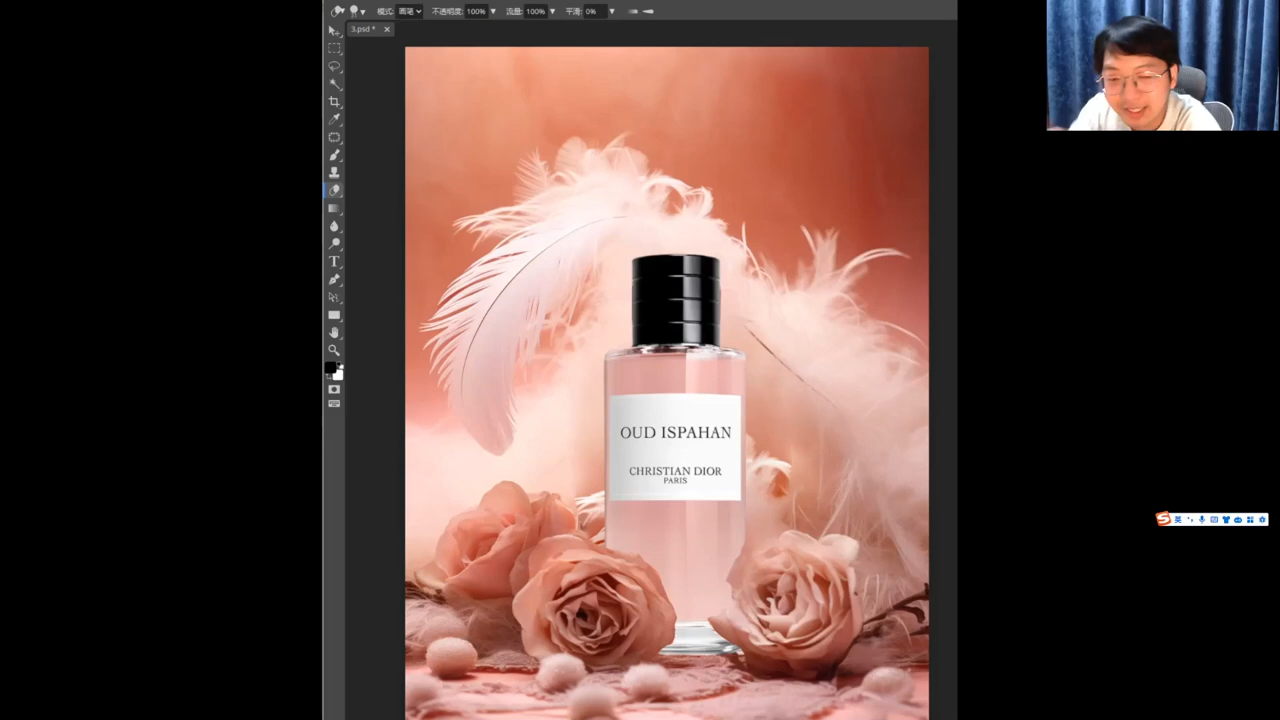 模式: 画笔 不透明度: 100% 流量: 100% 平滑: 0%
3.psd * ×
T
OUD ISPAHAN
CHRISTIAN DIOR
PARIS
英